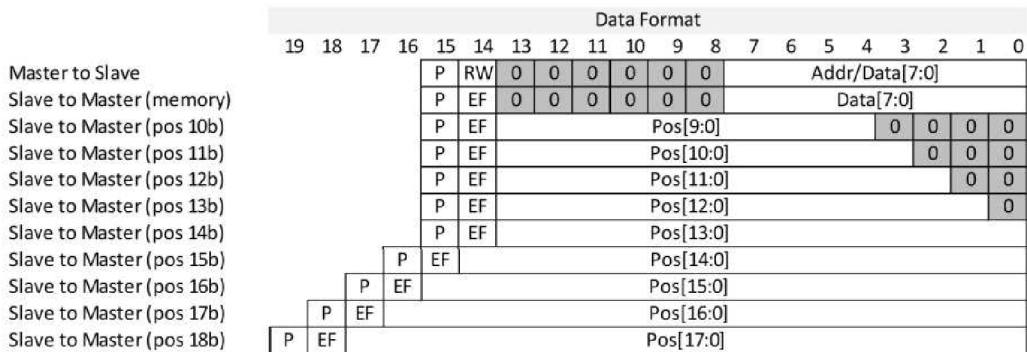 Data Format
19 18 17 16 15 14 13 12 11 10 9 8 7 6 5 4 3 2 1 0
Master to Slave P RW 0 0 0 0 0 0 Addr/Data[7:0]
Slave to Master (memory) P EF 0 0 0 0 0 0 Data[7:0]
Slave to Master (pos 10b) P EF Pos[9:0] 0 0 0 0
Slave to Master (pos 11b) P EF Pos[10:0] 0 0 0
Slave to Master (pos 12b) P EF Pos[11:0] 0 0
Slave to Master (pos 13b) P EF Pos[12:0] 0
Slave to Master (pos 14b) P EF Pos[13:0]
Slave to Master (pos 15b) P EF Pos[14:0]
Slave to Master (pos 16b) P EF Pos[15:0]
Slave to Master (pos 17b) P EF Pos[16:0]
Slave to Master (pos 18b) P EF Pos[17:0]